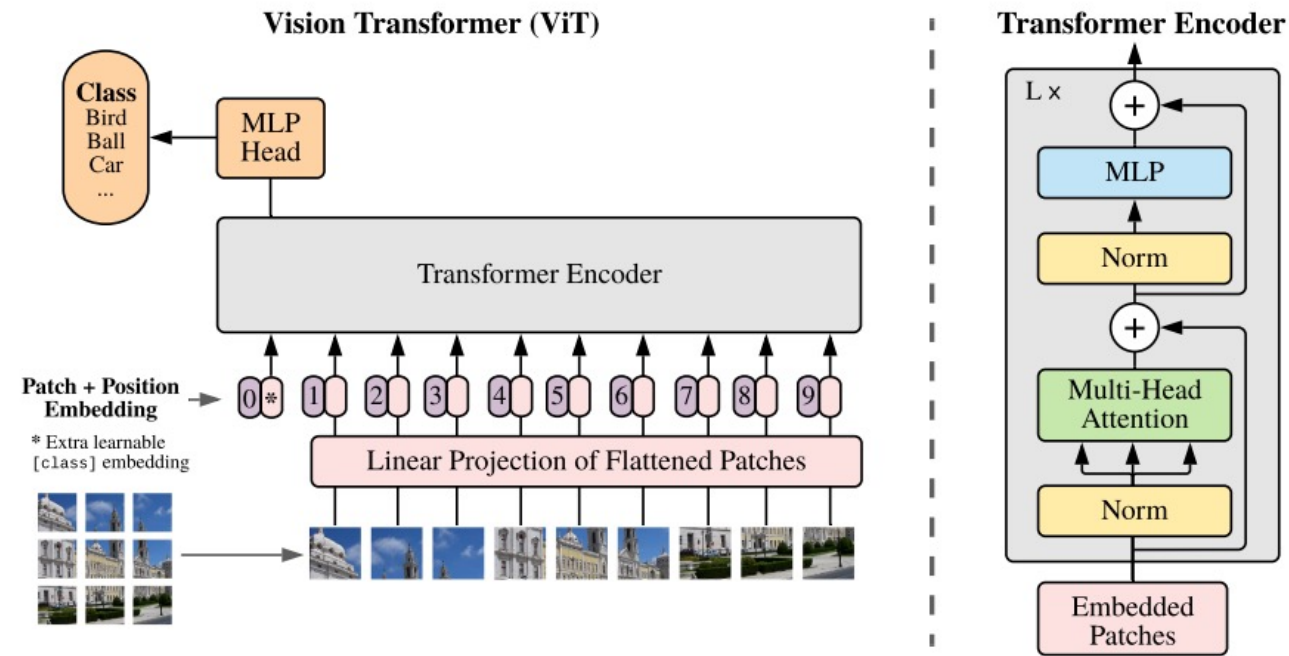 Vision Transformer (ViT)
Class
Bird
Ball
Car
...
MLP
Head
Transformer Encoder
Patch + Position
Embedding
* Extra learnable
[class] embedding
0 * 1 2 3 4 5 6 7 8 9
Linear Projection of Flattened Patches
Transformer Encoder
L ×
+
MLP
Norm
+
Multi-Head
Attention
Norm
Embedded
Patches